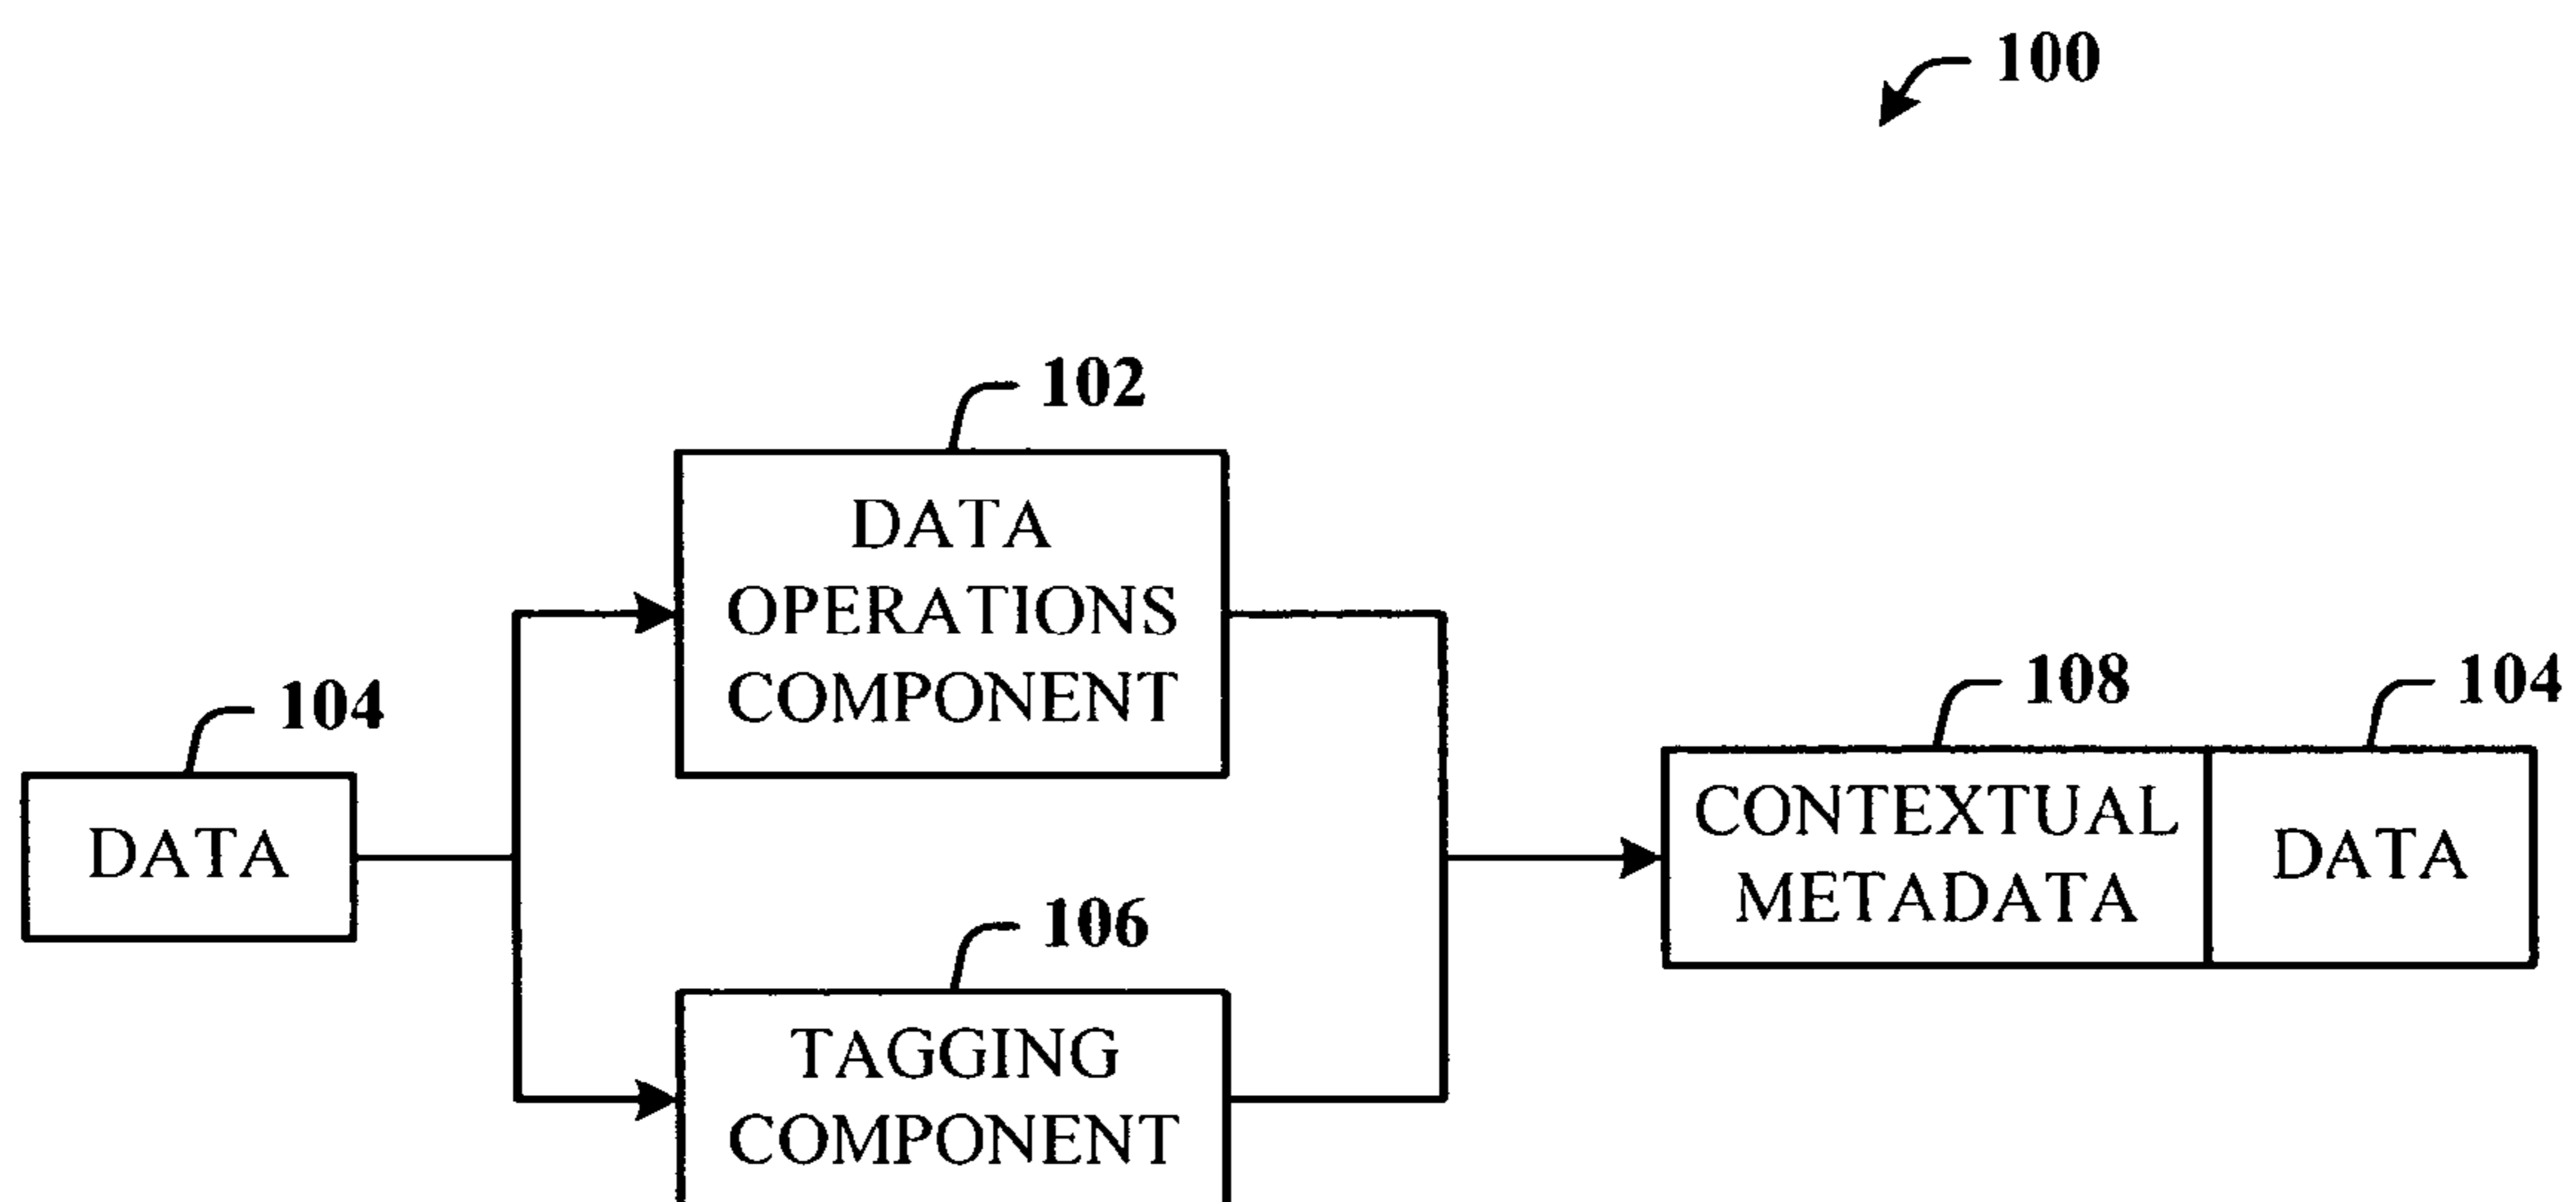 100
102
DATA
OPERATIONS
COMPONENT
104
DATA
106
TAGGING
COMPONENT
108
CONTEXTUAL
METADATA
104
DATA